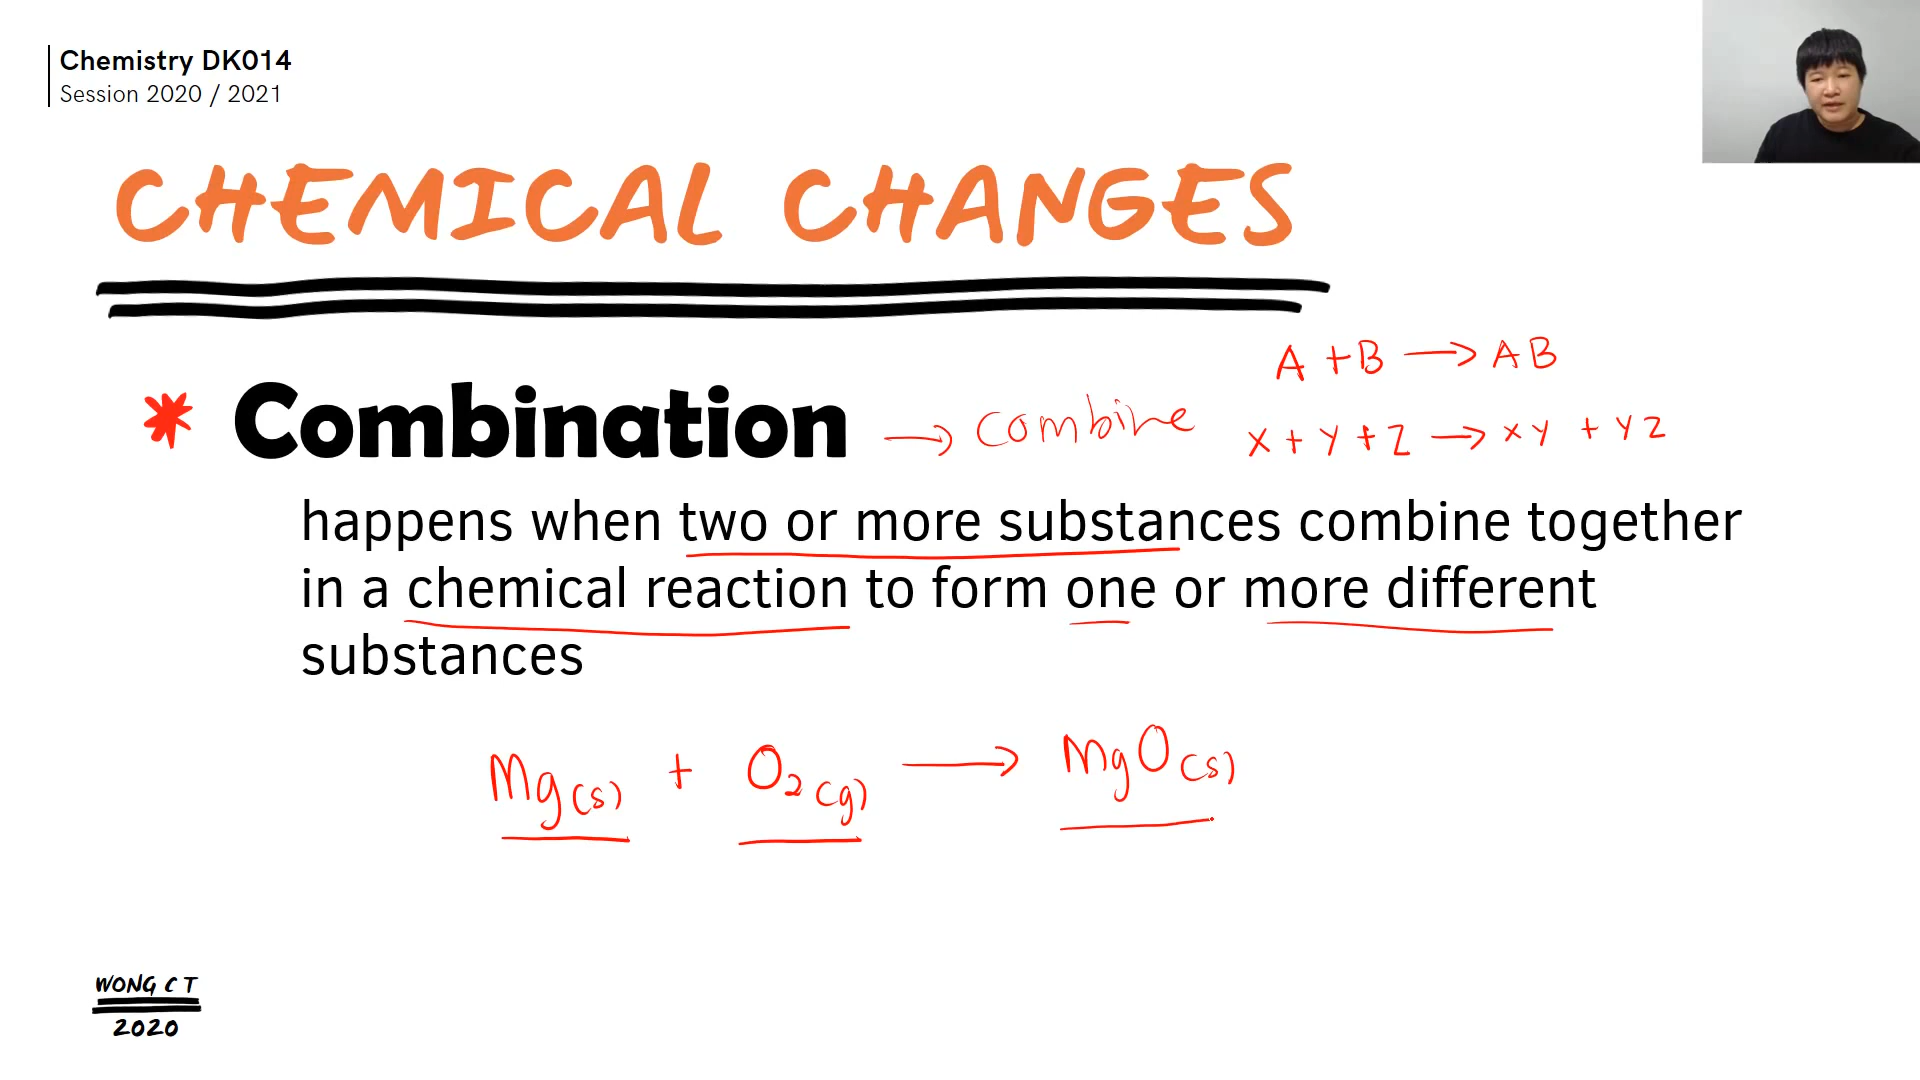 Chemistry DK014
Session 2020 / 2021
CHEMICAL CHANGES
A + B → AB
* Combination → combine
X + Y + Z → XY + YZ
happens when two or more substances combine together
in a chemical reaction to form one or more different
substances
Mg(s) + O₂(g) → MgO(s)
WONG C T
2020